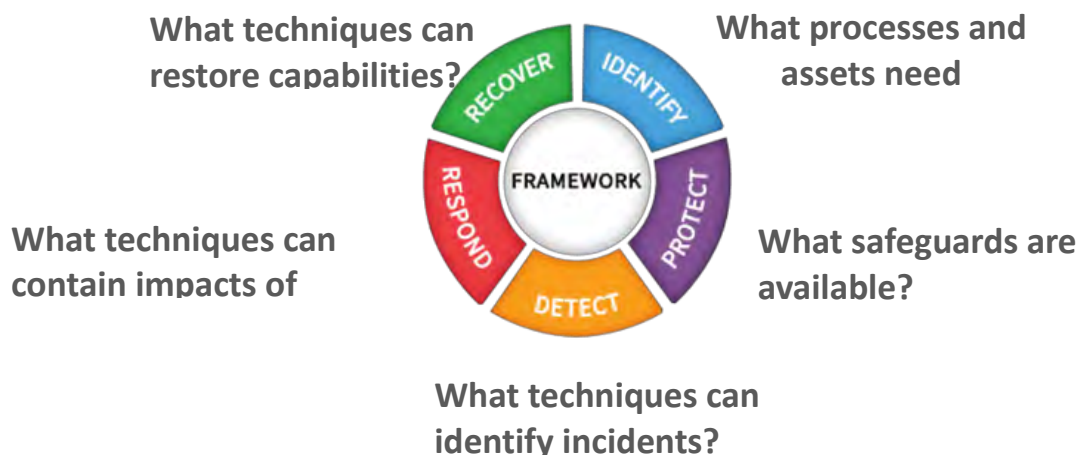 What techniques can
restore capabilities?
What processes and
assets need
RECOVER
IDENTIFY
FRAMEWORK
RESPOND
PROTECT
What techniques can
contain impacts of
What safeguards are
available?
DETECT
What techniques can
identify incidents?